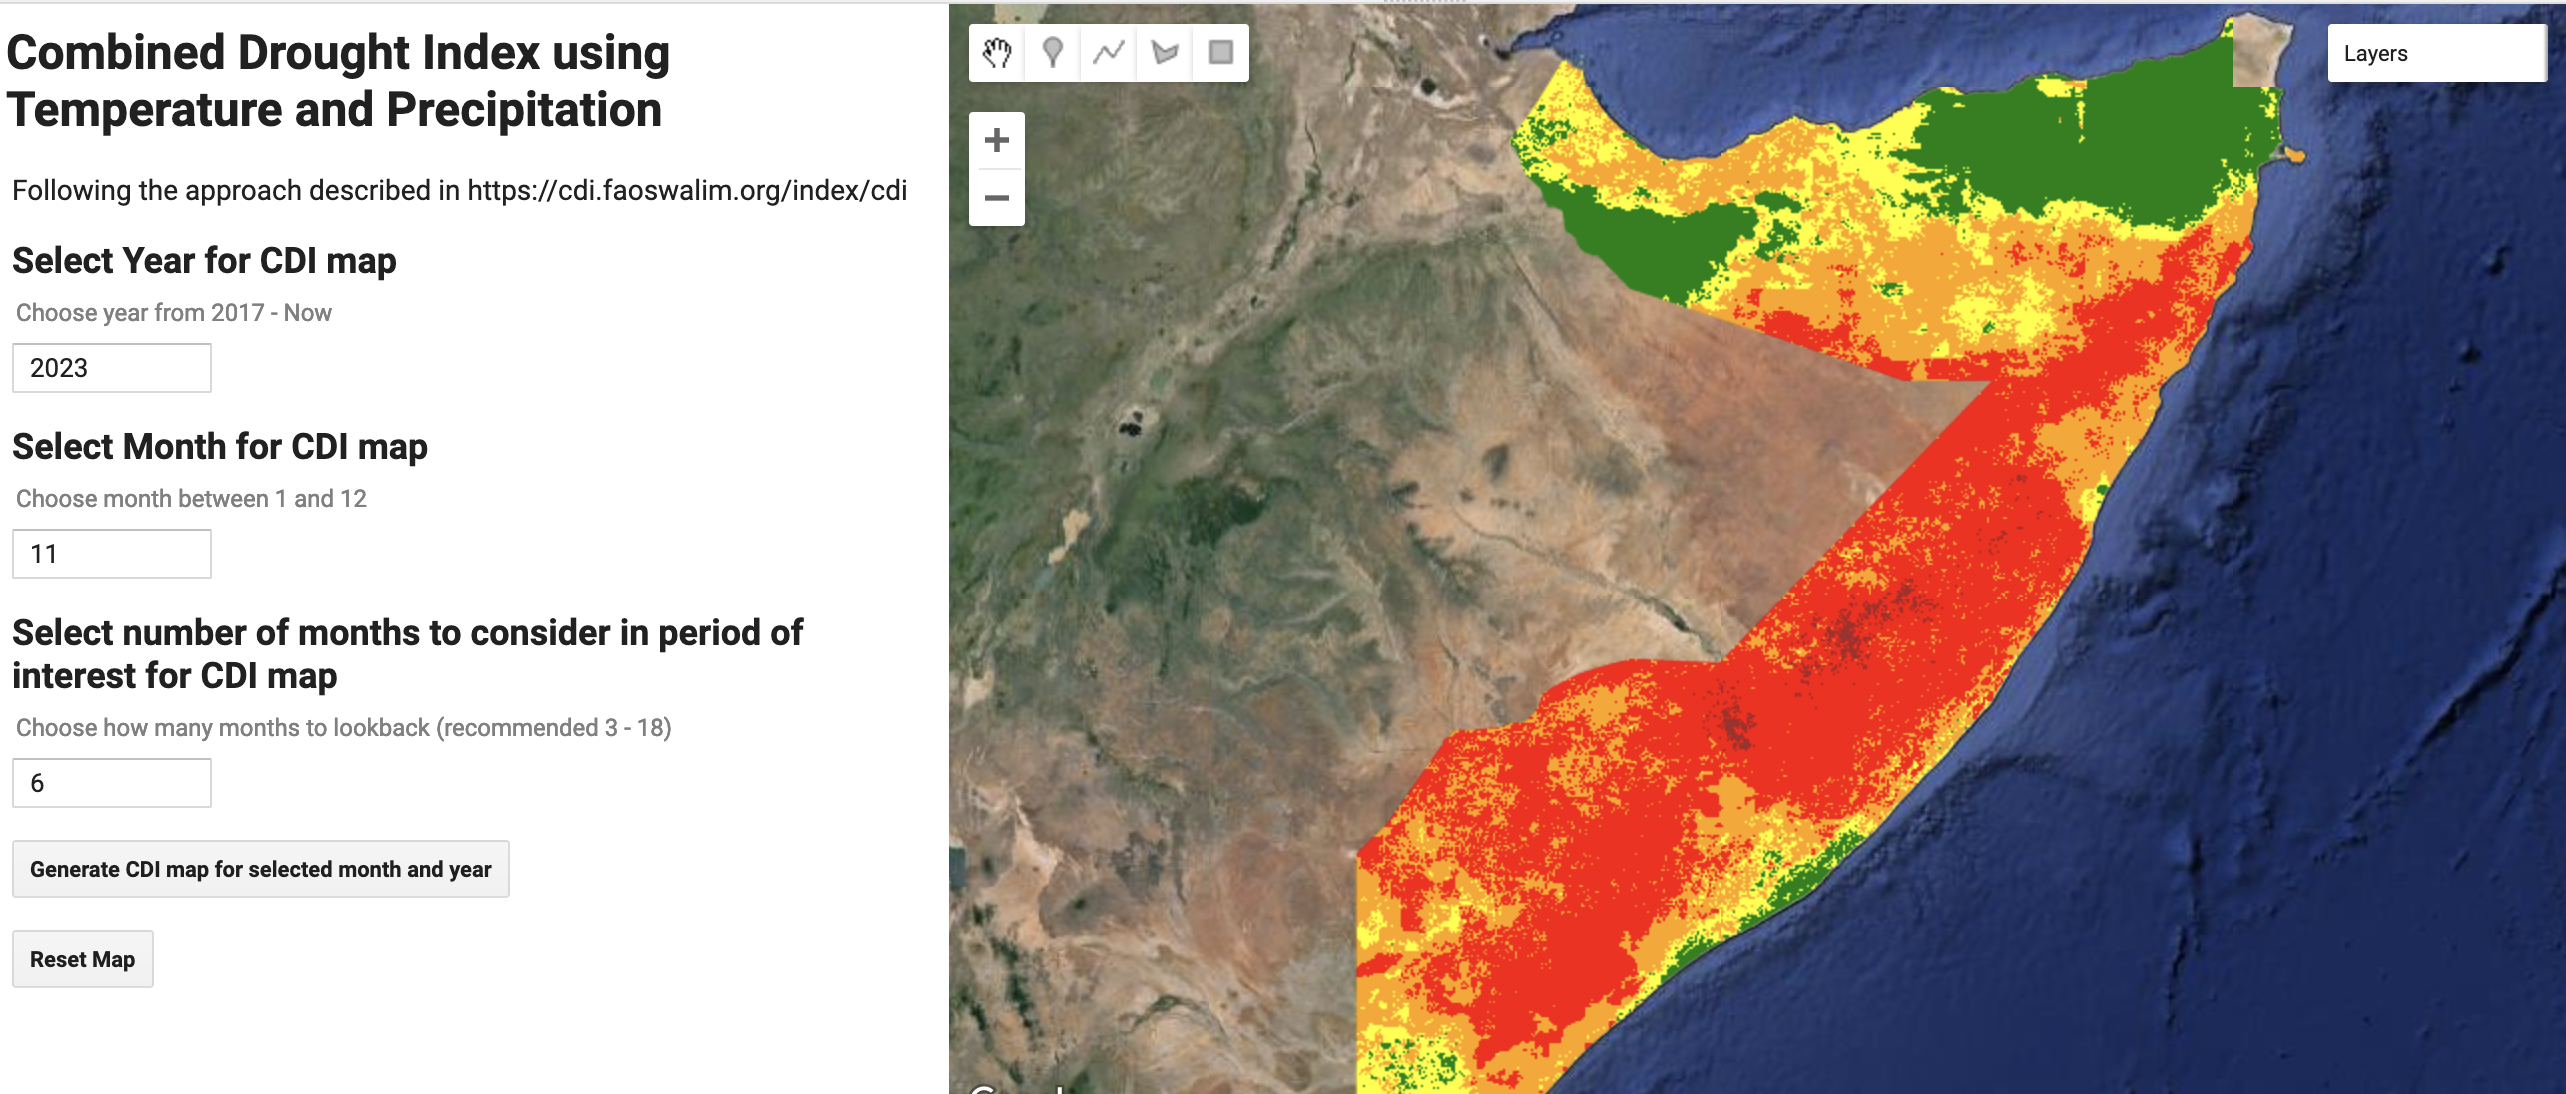 Combined Drought Index using
Temperature and Precipitation
Following the approach described in https://cdi.faoswalim.org/index/cdi
Select Year for CDI map
Choose year from 2017 - Now
2023
Select Month for CDI map
Choose month between 1 and 12
11
Select number of months to consider in period of
interest for CDI map
Choose how many months to lookback (recommended 3 - 18)
6
Generate CDI map for selected month and year
Reset Map
Layers